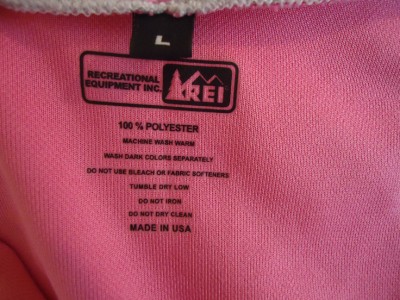 L
RECREATIONAL
EQUIPMENT INC.
REI
100 % POLYESTER
MACHINE WASH WARM
WASH DARK COLORS SEPARATELY
DO NOT USE BLEACH OR FABRIC SOFTENERS
TUMBLE DRY LOW
DO NOT IRON
DO NOT DRY CLEAN
MADE IN USA